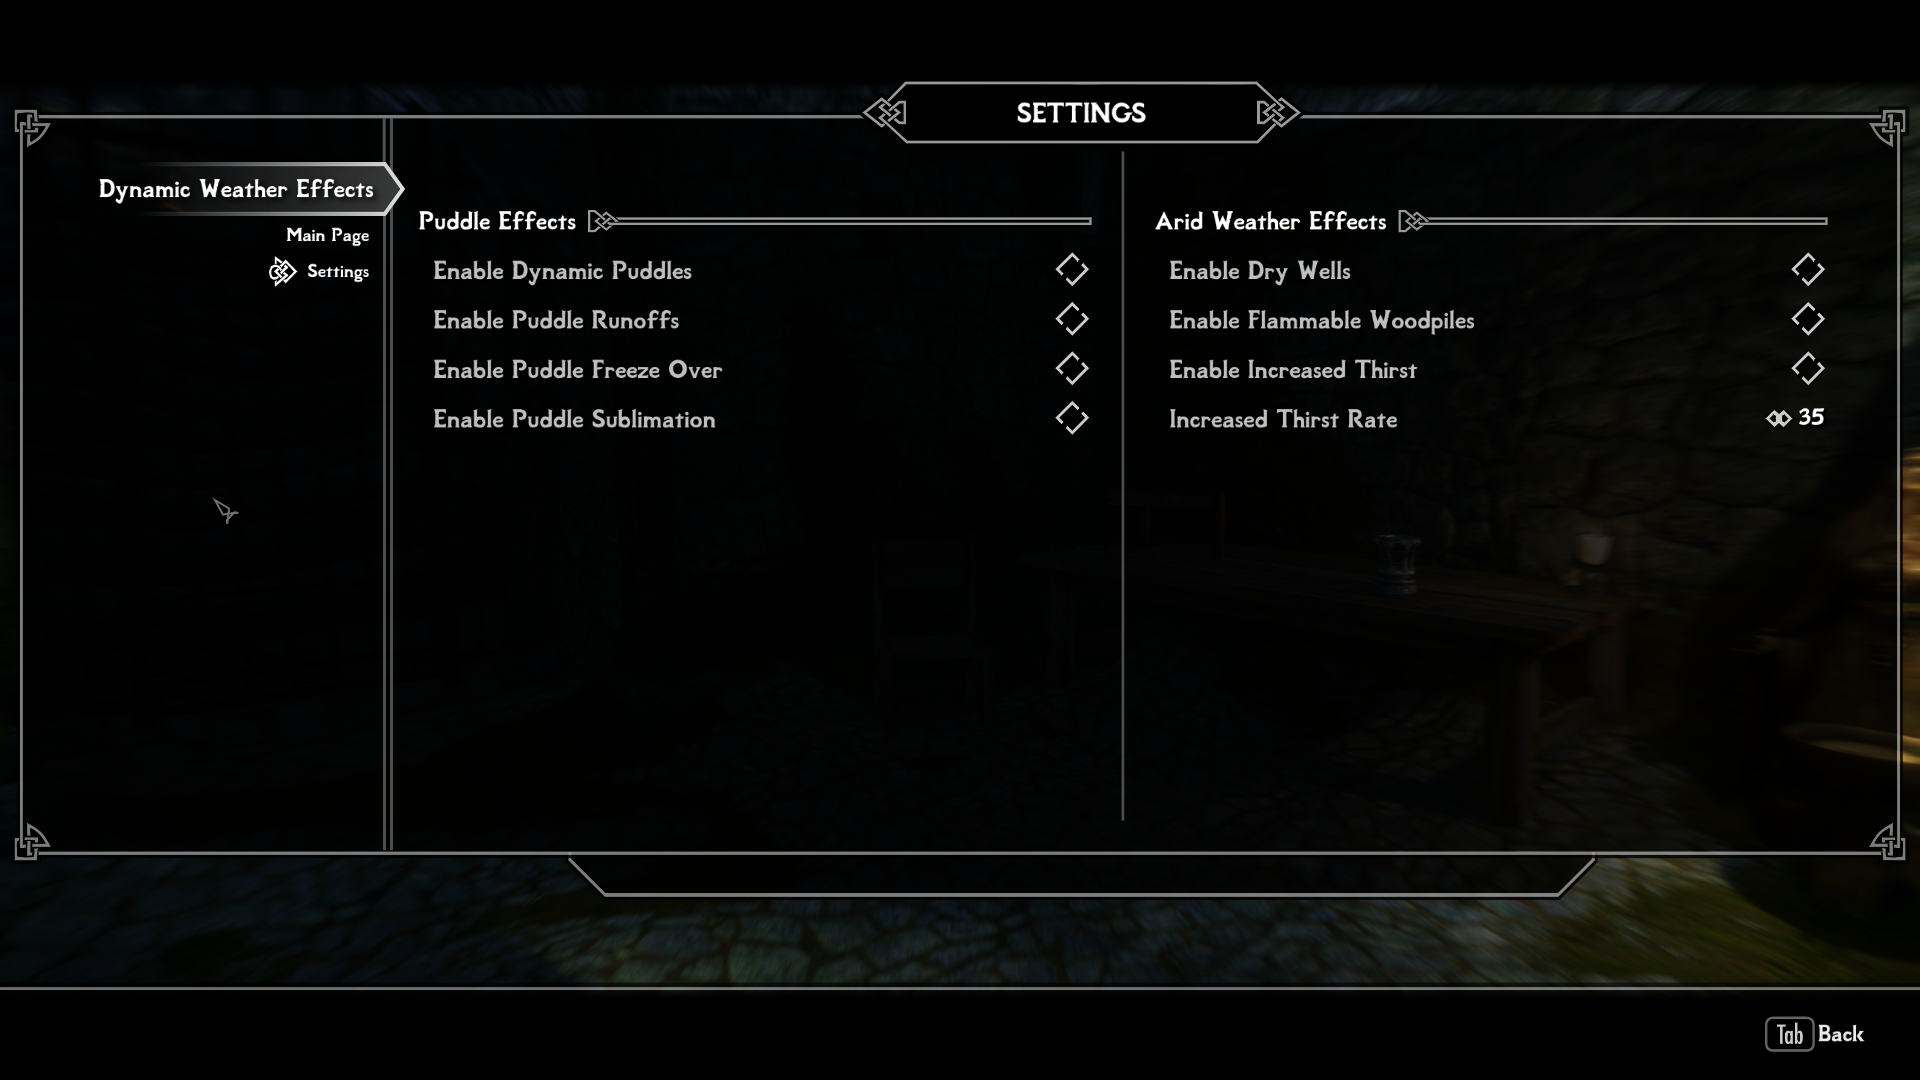 SETTINGS
Dynamic Weather Effects
Main Page
Settings
Puddle Effects
Enable Dynamic Puddles
Enable Puddle Runoffs
Enable Puddle Freeze Over
Enable Puddle Sublimation
Arid Weather Effects
Enable Dry Wells
Enable Flammable Woodpiles
Enable Increased Thirst
Increased Thirst Rate 35
Tab Back